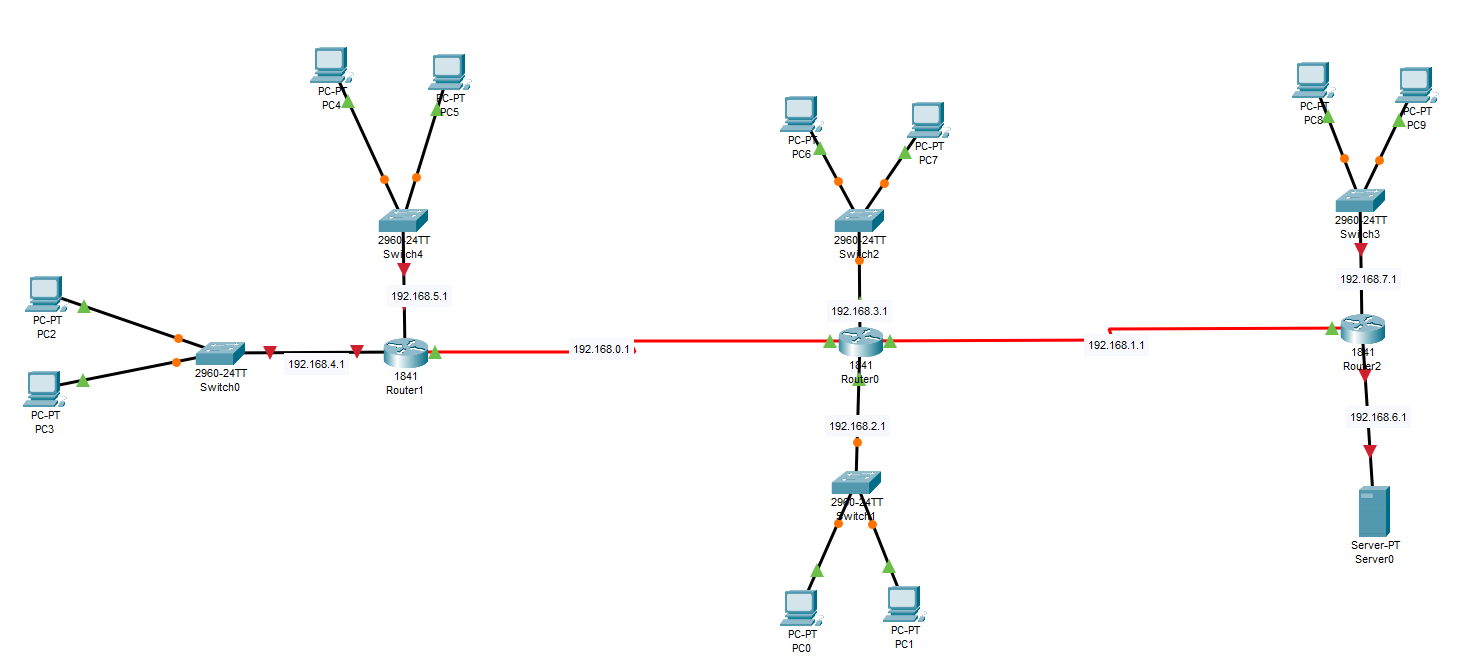 PC-PT
PC4
PC-PT
PC5
PC-PT
PC6
PC-PT
PC7
PC-PT
PC8
PC-PT
PC9
2960-24TT
Switch4
2960-24TT
Switch2
2960-24TT
Switch3
192.168.5.1
192.168.3.1
192.168.7.1
PC-PT
PC2
2960-24TT
Switch0
192.168.4.1
1841
Router1
192.168.0.1
1841
Router0
192.168.1.1
1841
Router2
PC-PT
PC3
192.168.2.1
192.168.6.1
2960-24TT
Switch1
Server-PT
Server0
PC-PT
PC0
PC-PT
PC1